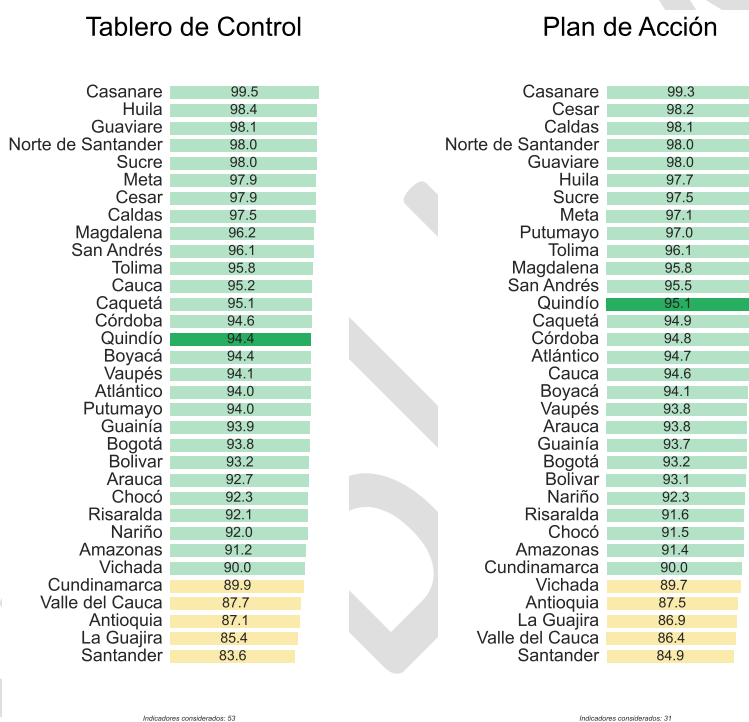 Tablero de Control
Casanare 99.5
Huila 98.4
Guaviare 98.1
Norte de Santander 98.0
Sucre 98.0
Meta 97.9
Cesar 97.9
Caldas 97.5
Magdalena 96.2
San Andrés 96.1
Tolima 95.8
Cauca 95.2
Caquetá 95.1
Córdoba 94.6
Quindío 94.4
Boyacá 94.4
Vaupés 94.1
Atlántico 94.0
Putumayo 94.0
Guainía 93.9
Bogotá 93.8
Bolivar 93.2
Arauca 92.7
Chocó 92.3
Risaralda 92.1
Nariño 92.0
Amazonas 91.2
Vichada 90.0
Cundinamarca 89.9
Valle del Cauca 87.7
Antioquia 87.1
La Guajira 85.4
Santander 83.6
Indicadores considerados: 53
Plan de Acción
Casanare 99.3
Cesar 98.2
Caldas 98.1
Norte de Santander 98.0
Guaviare 98.0
Huila 97.7
Sucre 97.5
Meta 97.1
Putumayo 97.0
Tolima 96.1
Magdalena 95.8
San Andrés 95.5
Quindío 95.1
Caquetá 94.9
Córdoba 94.8
Atlántico 94.7
Cauca 94.6
Boyacá 94.1
Vaupés 93.8
Arauca 93.8
Guainía 93.7
Bogotá 93.2
Bolivar 93.1
Nariño 92.3
Risaralda 91.6
Chocó 91.5
Amazonas 91.4
Cundinamarca 90.0
Vichada 89.7
Antioquia 87.5
La Guajira 86.9
Valle del Cauca 86.4
Santander 84.9
Indicadores considerados: 31